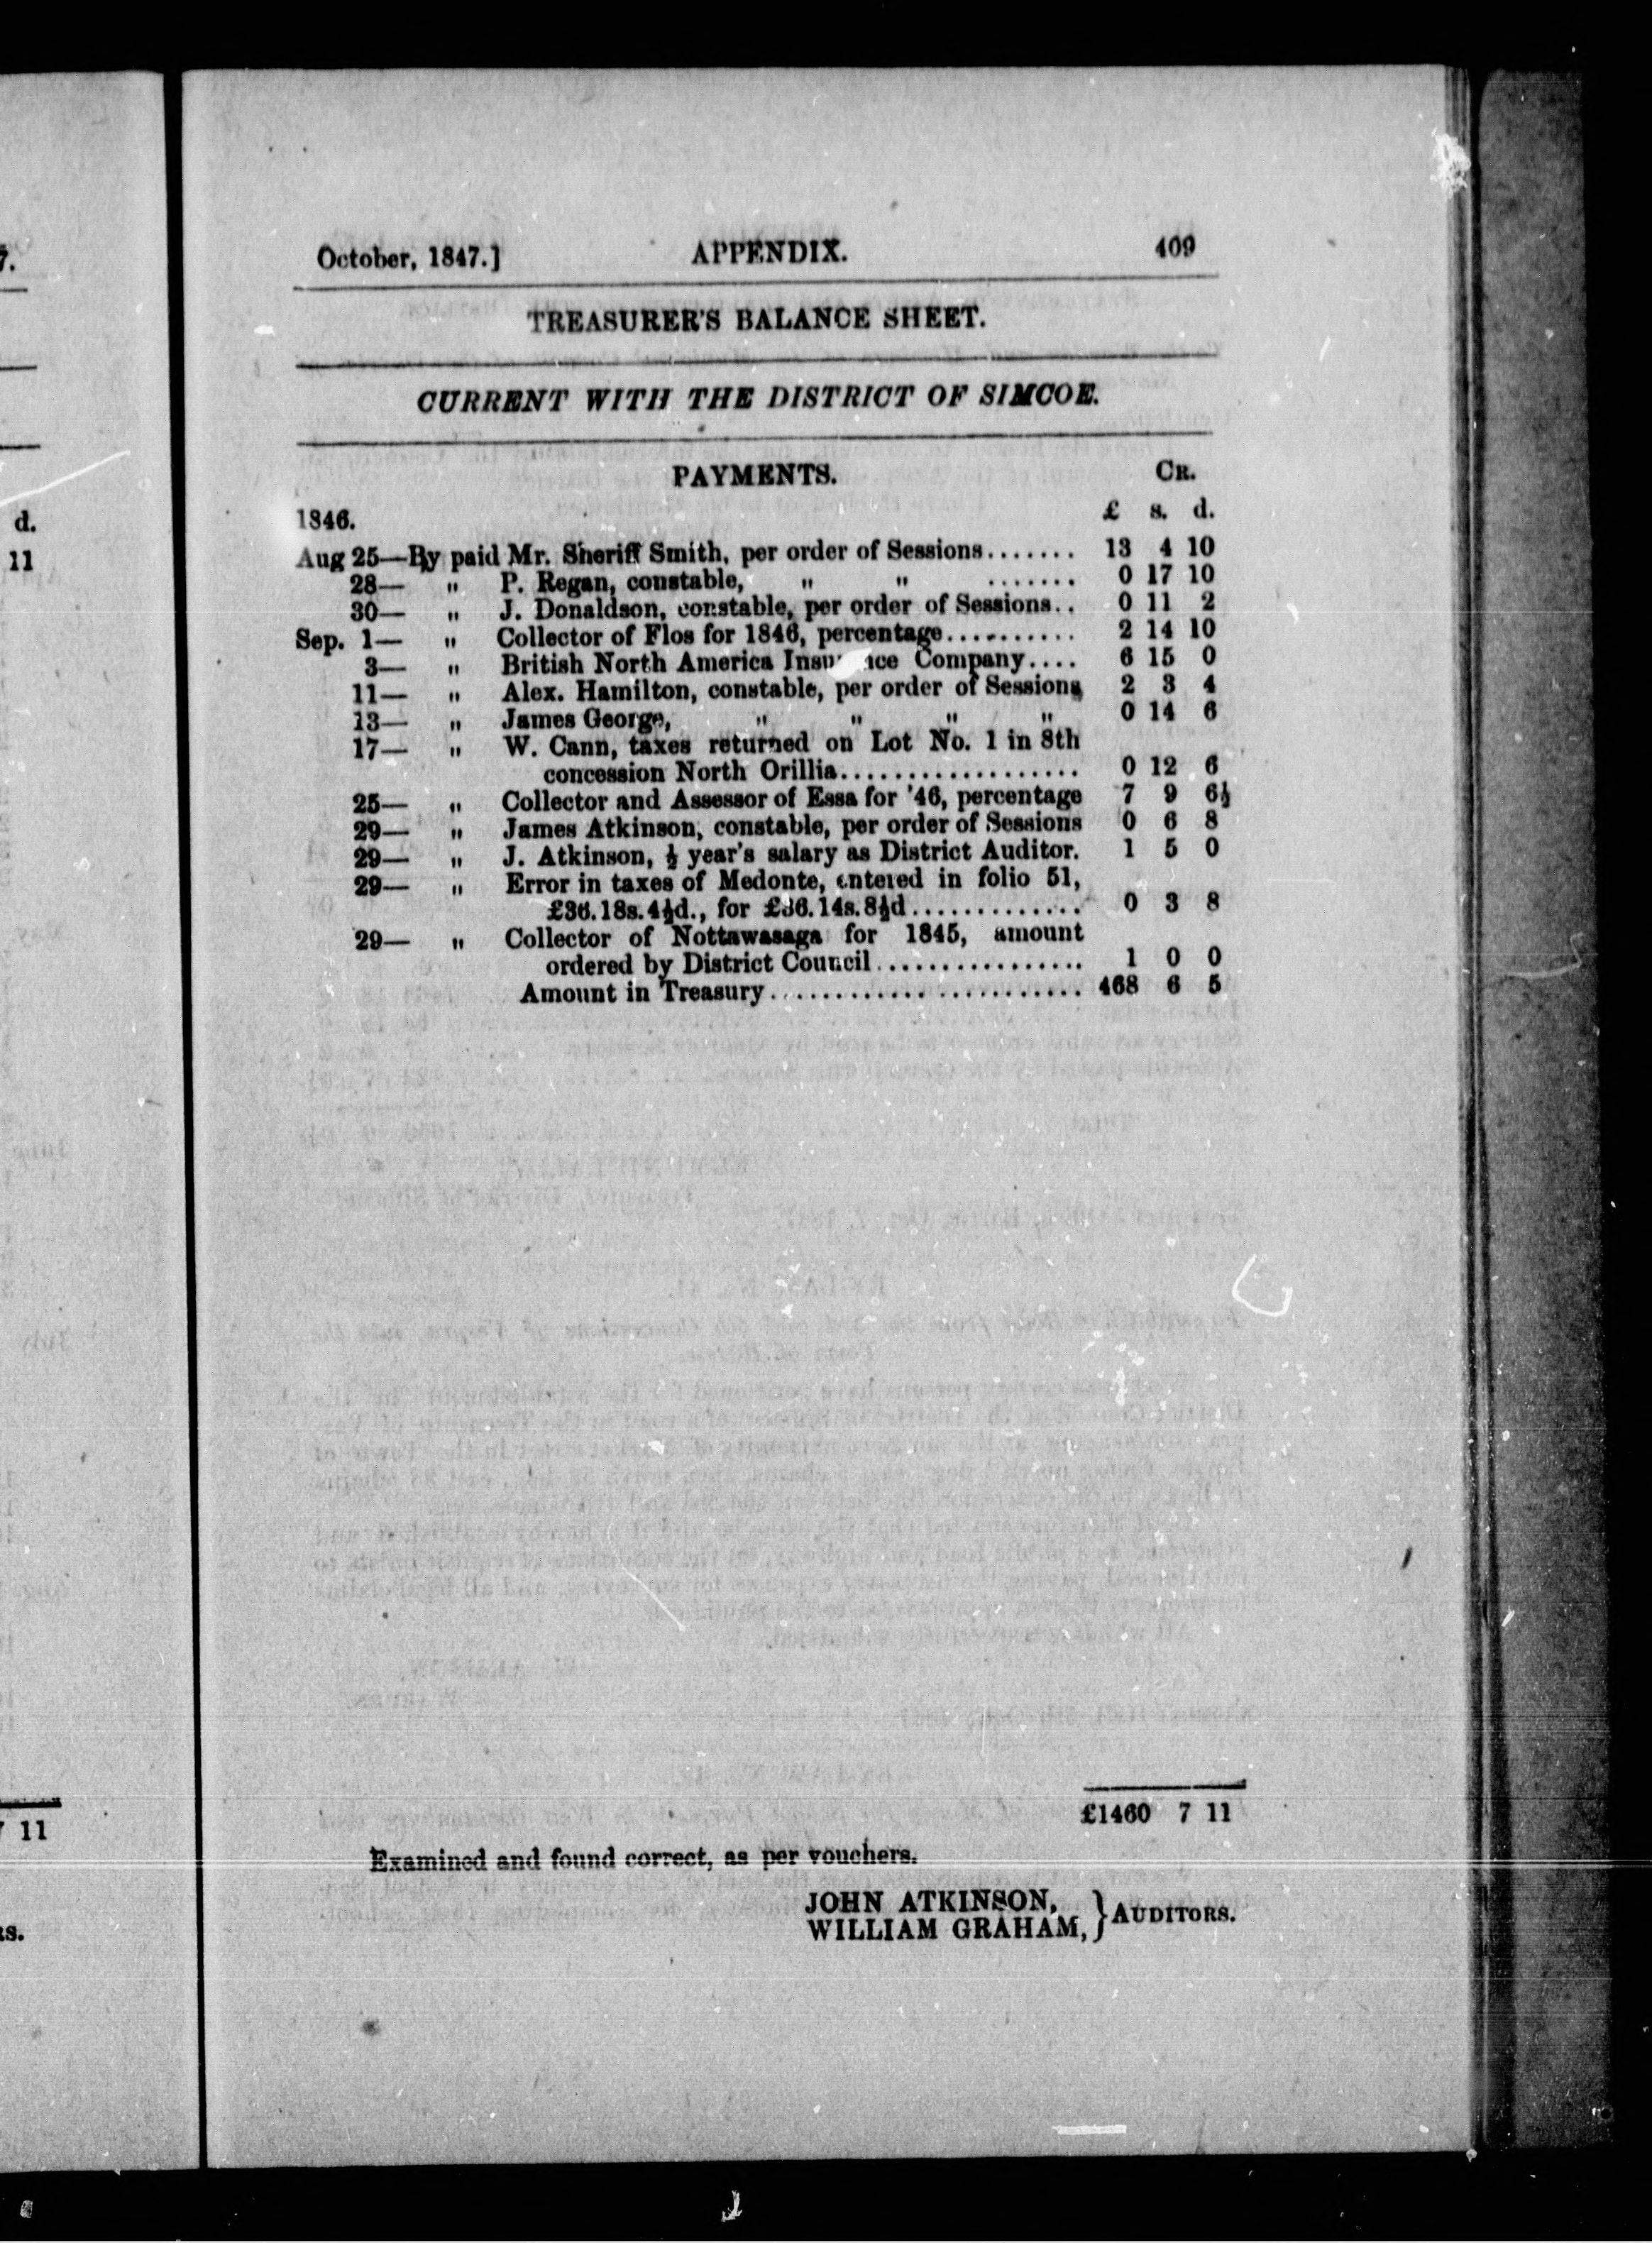 October, 1847.] APPENDIX. 409
TREASURER'S BALANCE SHEET.
CURRENT WITH THE DISTRICT OF SIMCOE.
PAYMENTS. CR.
1846. £ s. d.
Aug 25—By paid Mr. Sheriff Smith, per order of Sessions....... 13 4 10
28— " P. Regan, constable, " " ....... 0 17 10
30— " J. Donaldson, constable, per order of Sessions.. 0 11 2
Sep. 1— " Collector of Flos for 1846, percentage.......... 2 14 10
3— " British North America Insu nce Company.... 6 15 0
11— " Alex. Hamilton, constable, per order of Sessions 2 3 4
13— " James George, " " " " 0 14 6
17— " W. Cann, taxes returned on Lot No. 1 in 8th
concession North Orillia.................. 0 12 6
25— " Collector and Assessor of Essa for '46, percentage 7 9 6½
29— " James Atkinson, constable, per order of Sessions 0 6 8
29— " J. Atkinson, ½ year's salary as District Auditor. 1 5 0
29— " Error in taxes of Medonte, entered in folio 51,
£36.18s.4½d., for £36.14s.8½d............. 0 3 8
29— " Collector of Nottawasaga for 1845, amount
ordered by District Council................ 1 0 0
Amount in Treasury........................ 468 6 5
£1460 7 11
Examined and found correct, as per vouchers.
JOHN ATKINSON,
WILLIAM GRAHAM, } AUDITORS.
7.
d.
11
7 11
RS.